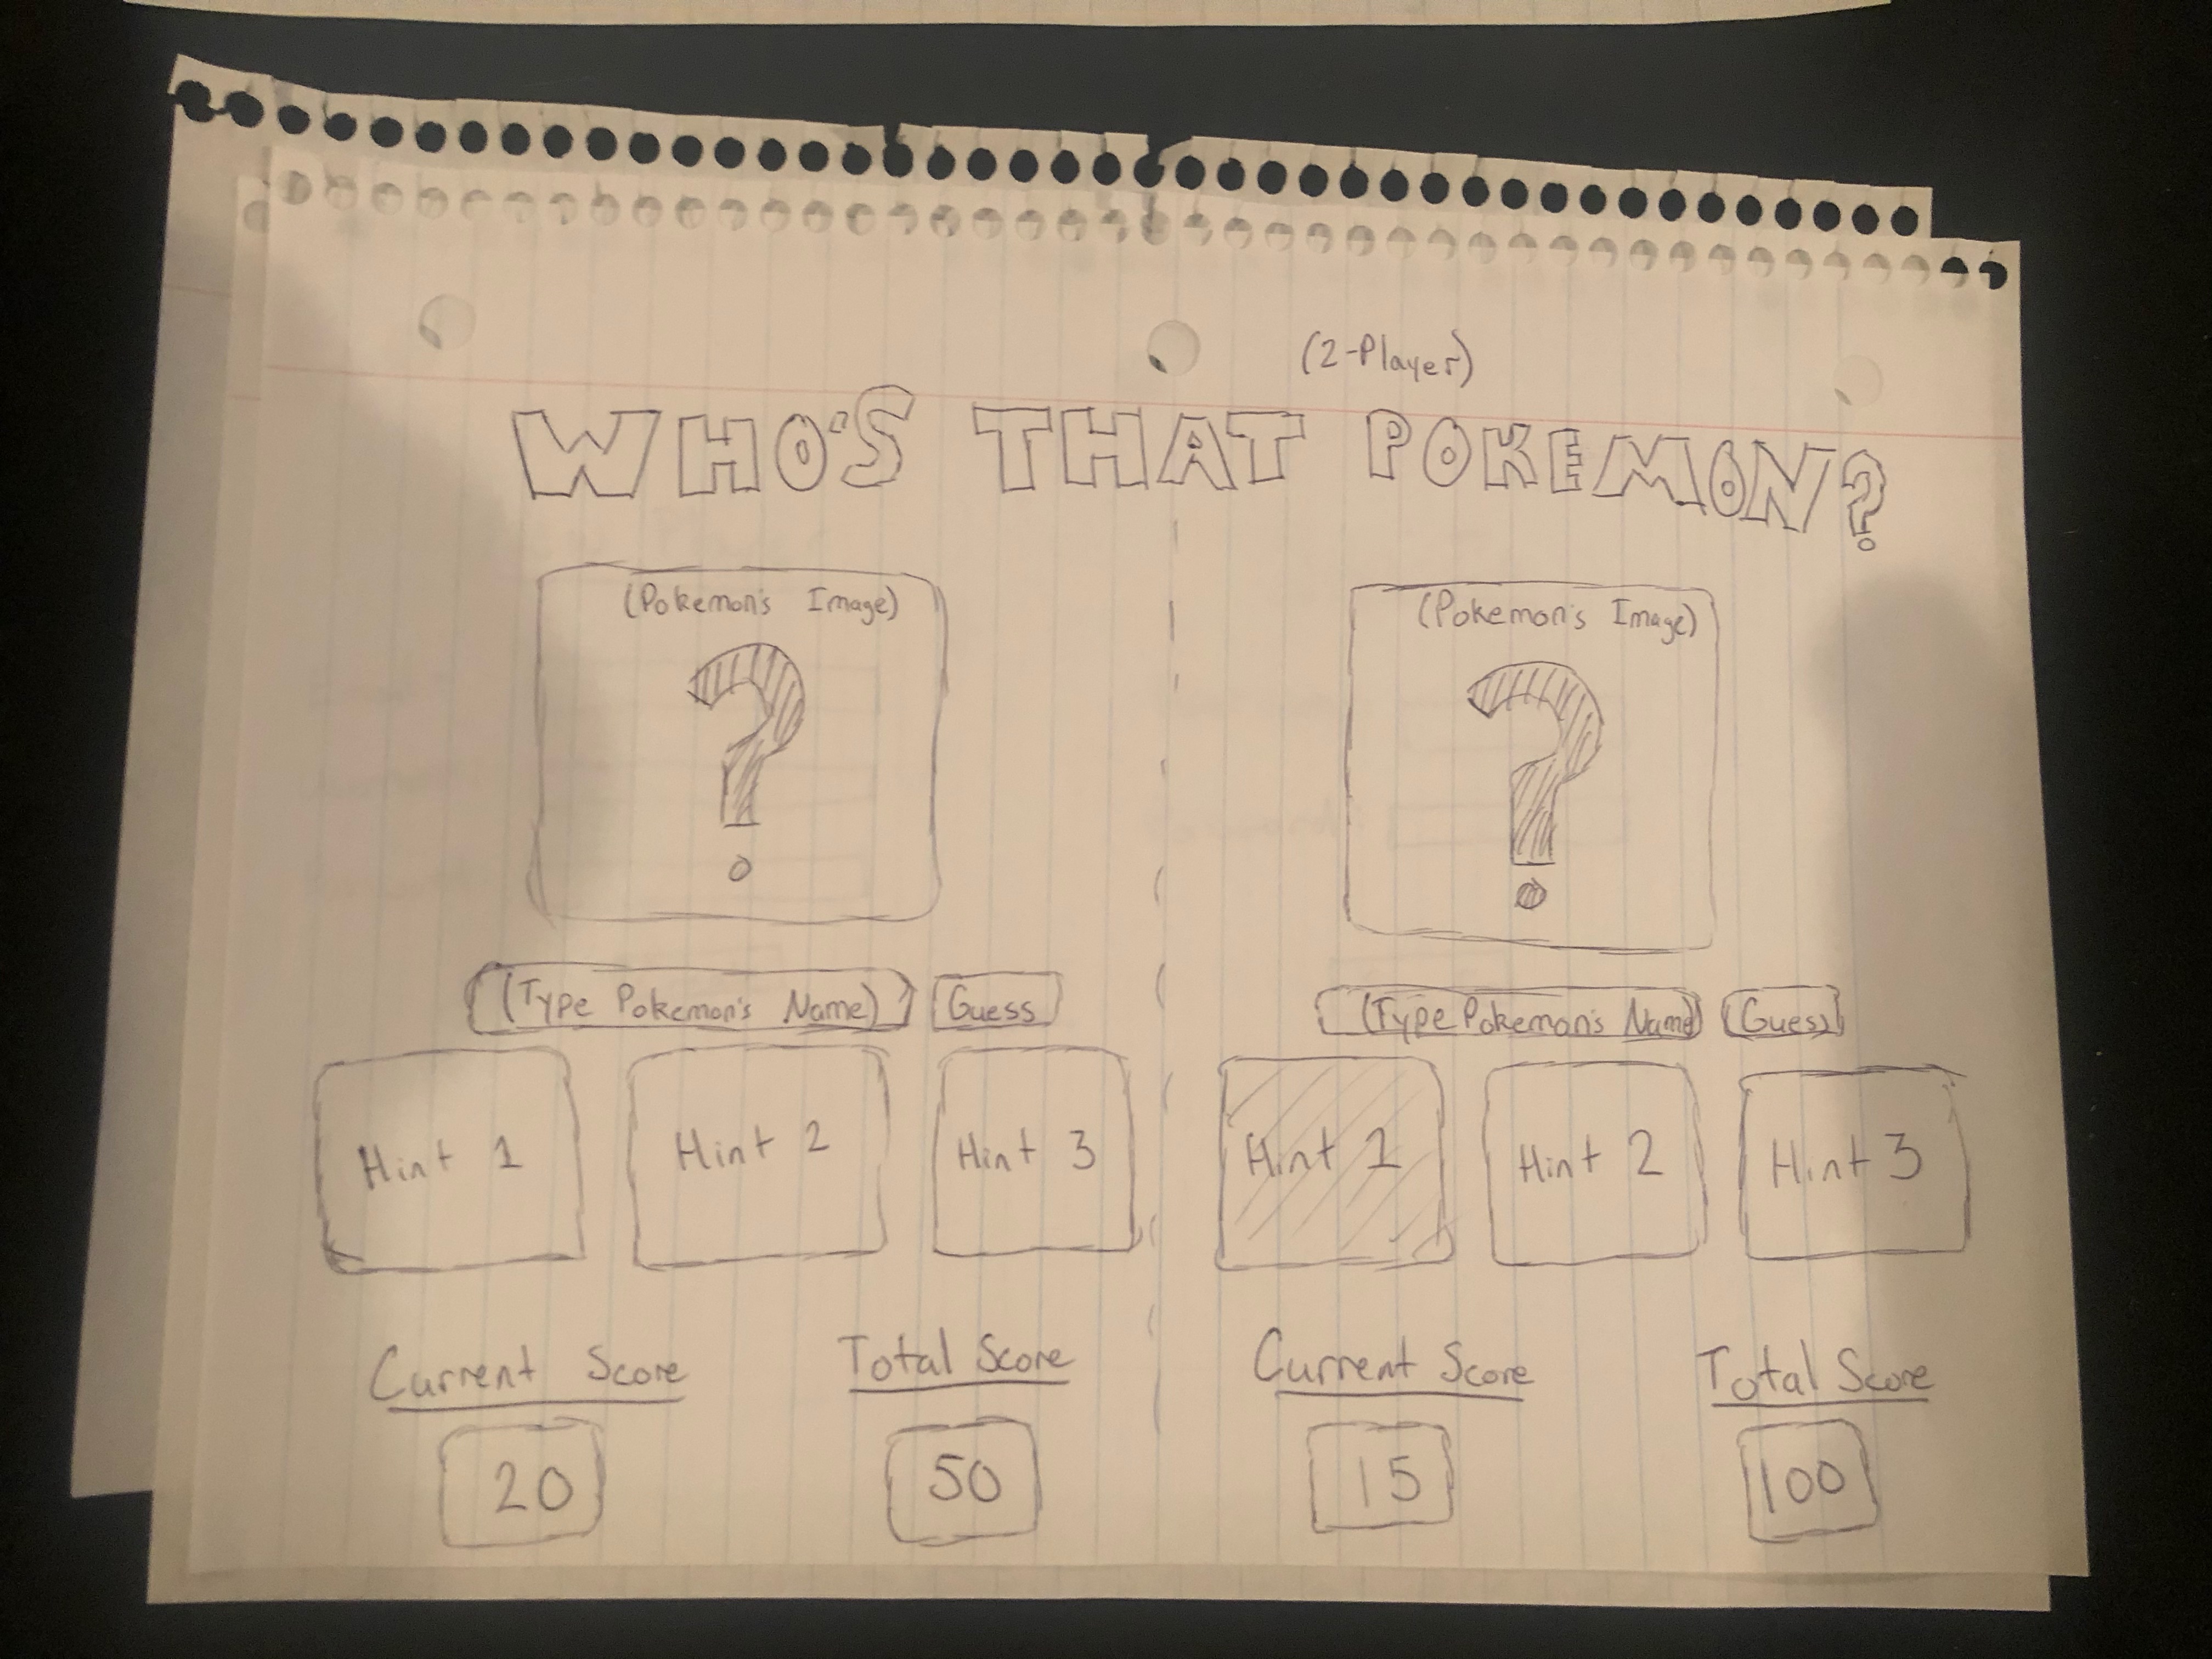 (2-Player)
WHO'S THAT POKEMON?
(Pokemon's Image)
?
(Type Pokemon's Name) Guess
Hint 1 Hint 2 Hint 3
Current Score Total Score
20 50
(Pokemon's Image)
?
(Type Pokemon's Name) Guess
Hint 1 Hint 2 Hint 3
Current Score Total Score
15 100